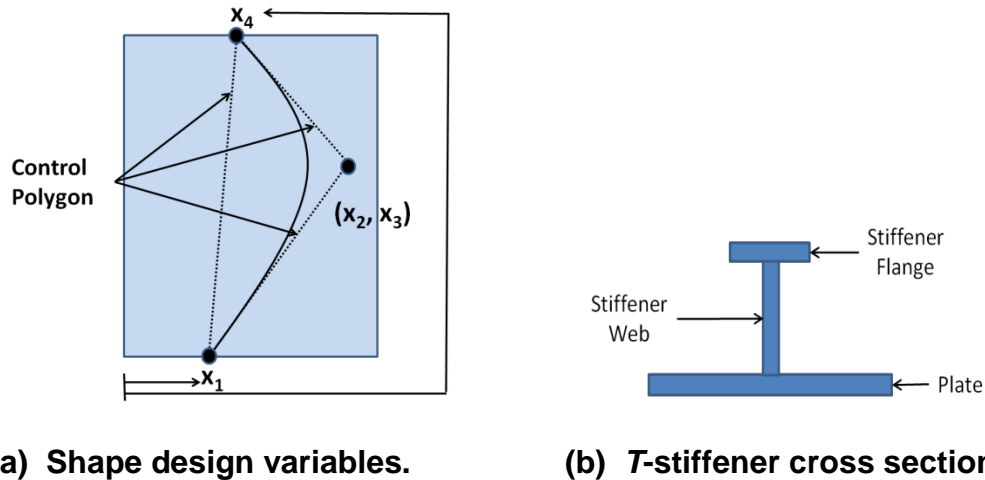 x4
Control
Polygon
(x2, x3)
x1
Stiffener
Flange
Stiffener
Web
Plate
a) Shape design variables.
(b) T-stiffener cross section